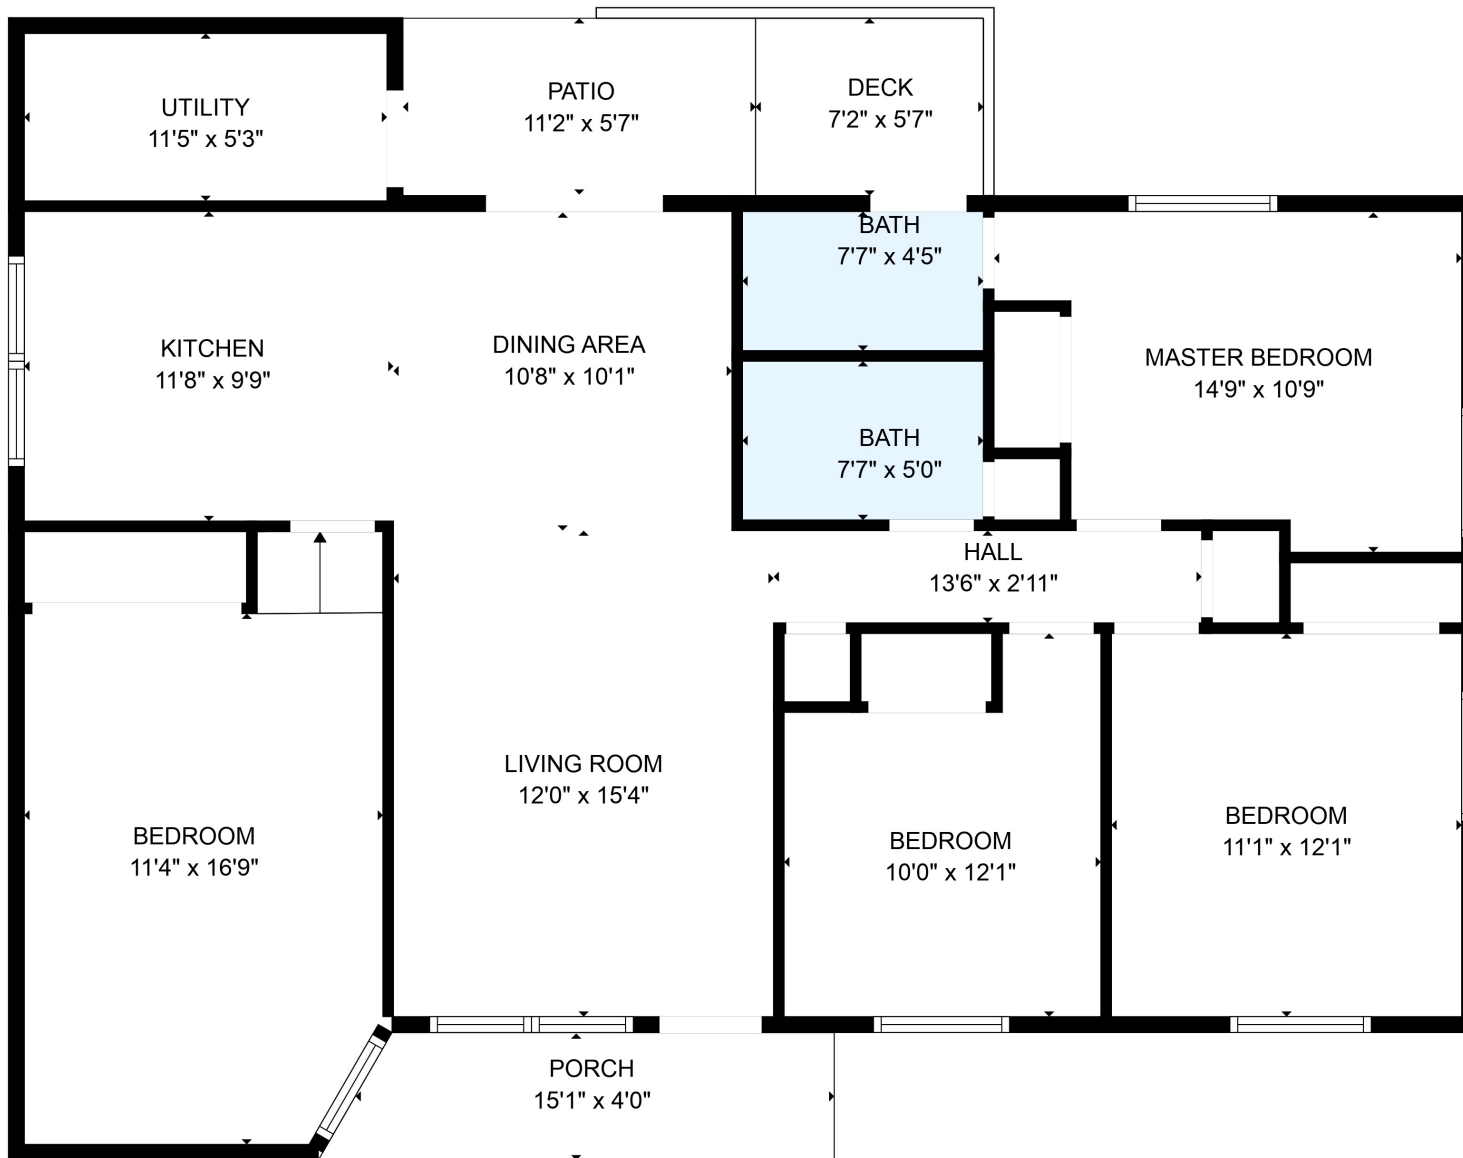 UTILITY
11'5" x 5'3"
PATIO
11'2" x 5'7"
DECK
7'2" x 5'7"
BATH
7'7" x 4'5"
KITCHEN
11'8" x 9'9"
DINING AREA
10'8" x 10'1"
MASTER BEDROOM
14'9" x 10'9"
BATH
7'7" x 5'0"
HALL
13'6" x 2'11"
LIVING ROOM
12'0" x 15'4"
BEDROOM
11'4" x 16'9"
BEDROOM
10'0" x 12'1"
BEDROOM
11'1" x 12'1"
PORCH
15'1" x 4'0"